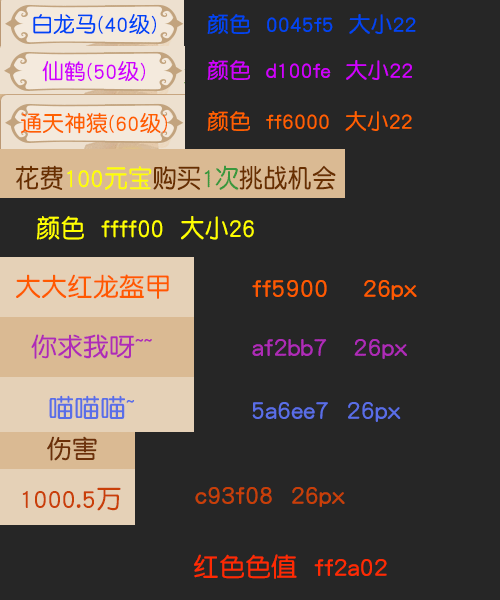 白龙马(40级) 颜色 0045f5 大小22
仙鹤(50级) 颜色 d100fe 大小22
通天神猿(60级) 颜色 ff6000 大小22
花费100元宝购买1次挑战机会
颜色 ffff00 大小26
大大红龙盔甲 ff5900 26px
你求我呀~~ af2bb7 26px
喵喵喵~ 5a6ee7 26px
伤害
1000.5万 c93f08 26px
红色色值 ff2a02